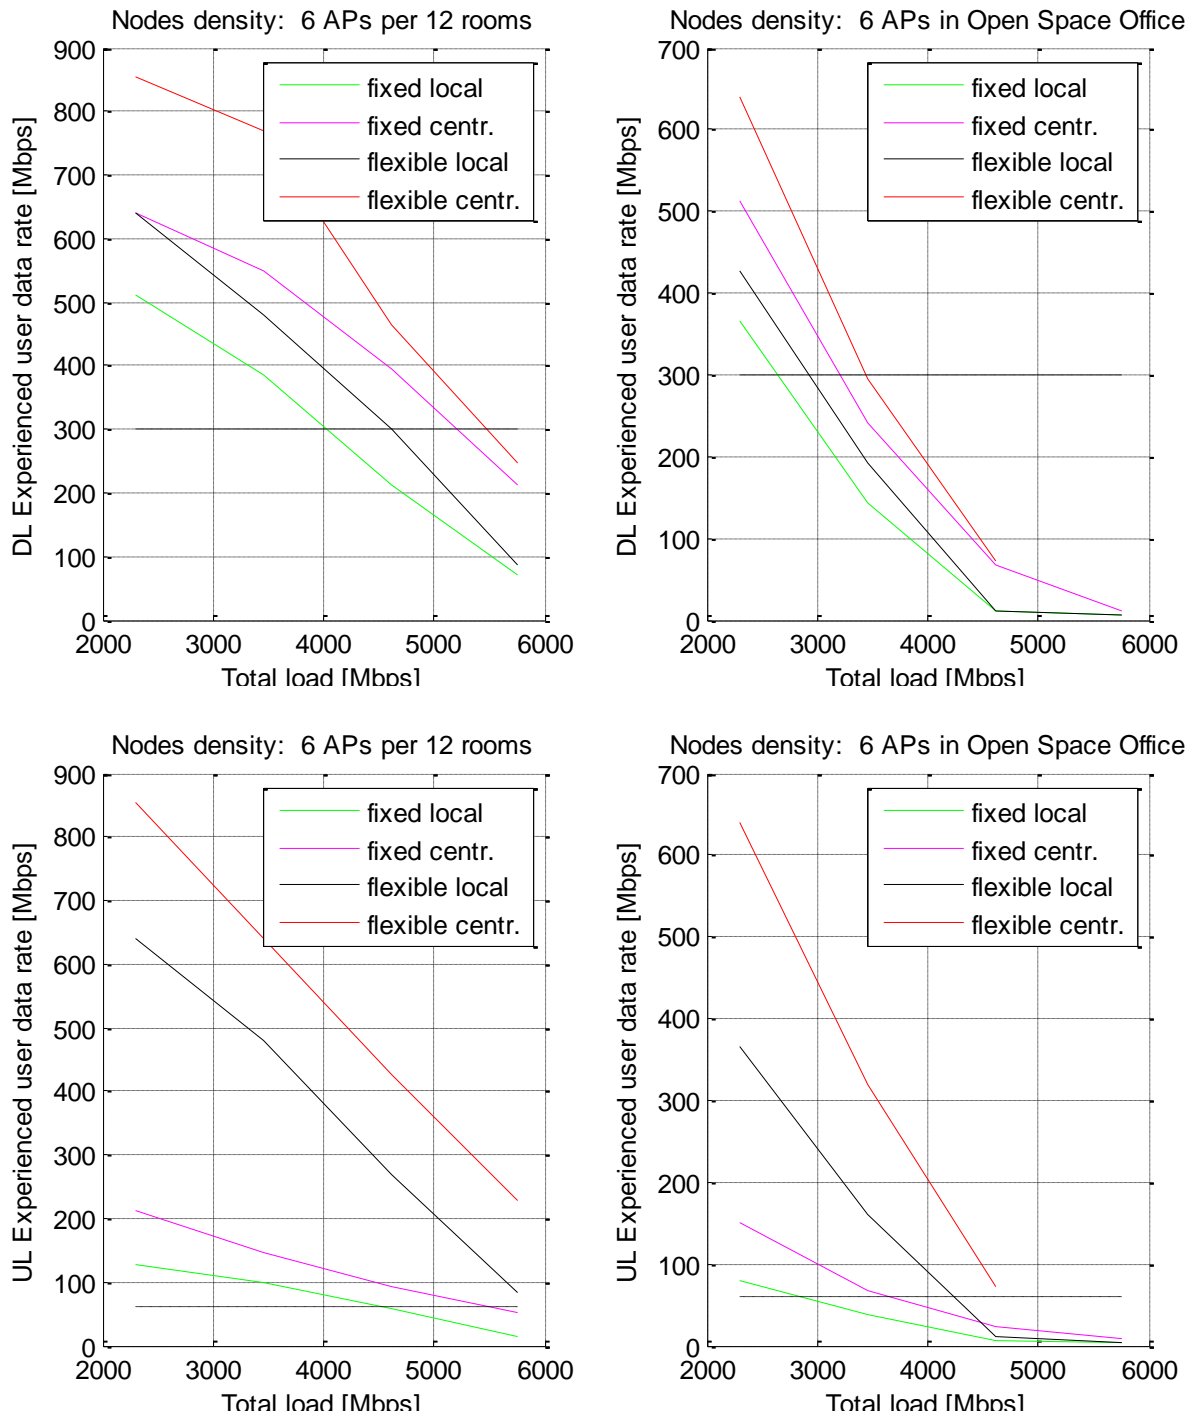 Nodes density:  6 APs per 12 rooms
900
800
700
600
500
400
300
200
100
0
2000 3000 4000 5000 6000
DL Experienced user data rate [Mbps]
Total load [Mbps]
fixed local
fixed centr.
flexible local
flexible centr.
Nodes density:  6 APs in Open Space Office
700
600
500
400
300
200
100
0
2000 3000 4000 5000 6000
DL Experienced user data rate [Mbps]
Total load [Mbps]
fixed local
fixed centr.
flexible local
flexible centr.
Nodes density:  6 APs per 12 rooms
900
800
700
600
500
400
300
200
100
0
2000 3000 4000 5000 6000
UL Experienced user data rate [Mbps]
Total load [Mbps]
fixed local
fixed centr.
flexible local
flexible centr.
Nodes density:  6 APs in Open Space Office
700
600
500
400
300
200
100
0
2000 3000 4000 5000 6000
UL Experienced user data rate [Mbps]
Total load [Mbps]
fixed local
fixed centr.
flexible local
flexible centr.